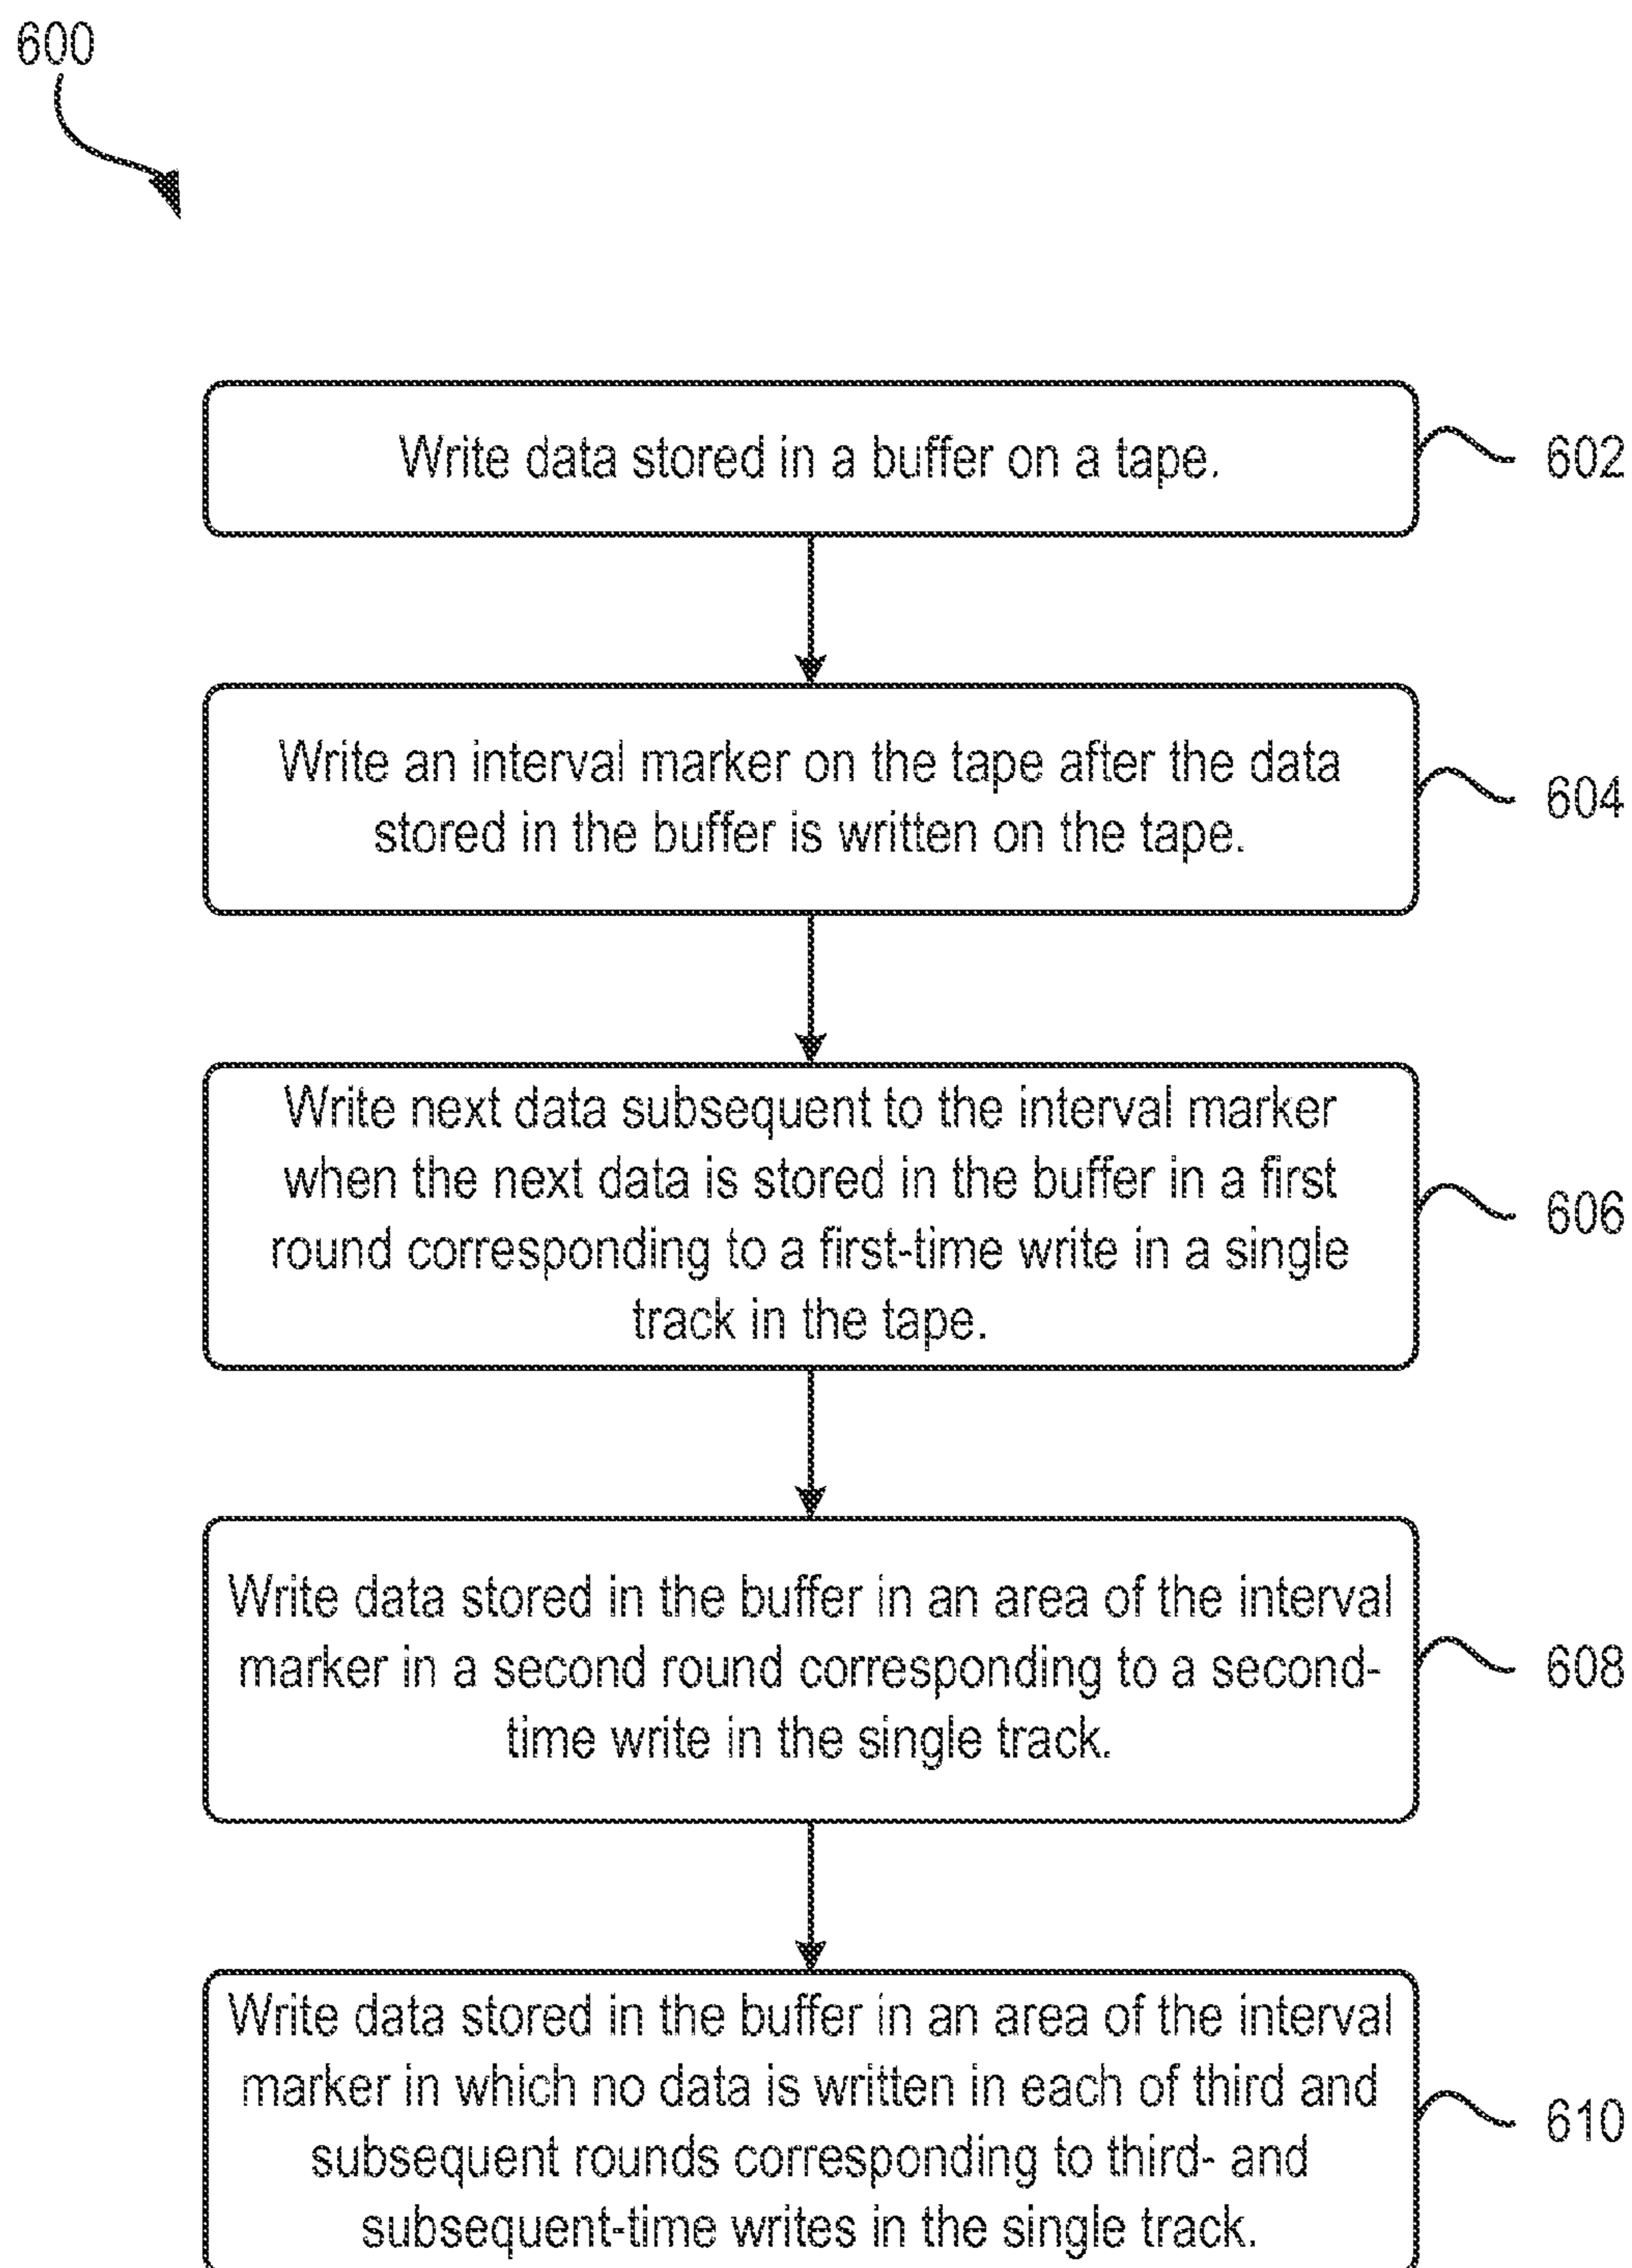 600
Write data stored in a buffer on a tape.
602
Write an interval marker on the tape after the data
stored in the buffer is written on the tape.
604
Write next data subsequent to the interval marker
when the next data is stored in the buffer in a first
round corresponding to a first-time write in a single
track in the tape.
606
Write data stored in the buffer in an area of the interval
marker in a second round corresponding to a second-
time write in the single track.
608
Write data stored in the buffer in an area of the interval
marker in which no data is written in each of third and
subsequent rounds corresponding to third- and
subsequent-time writes in the single track.
610